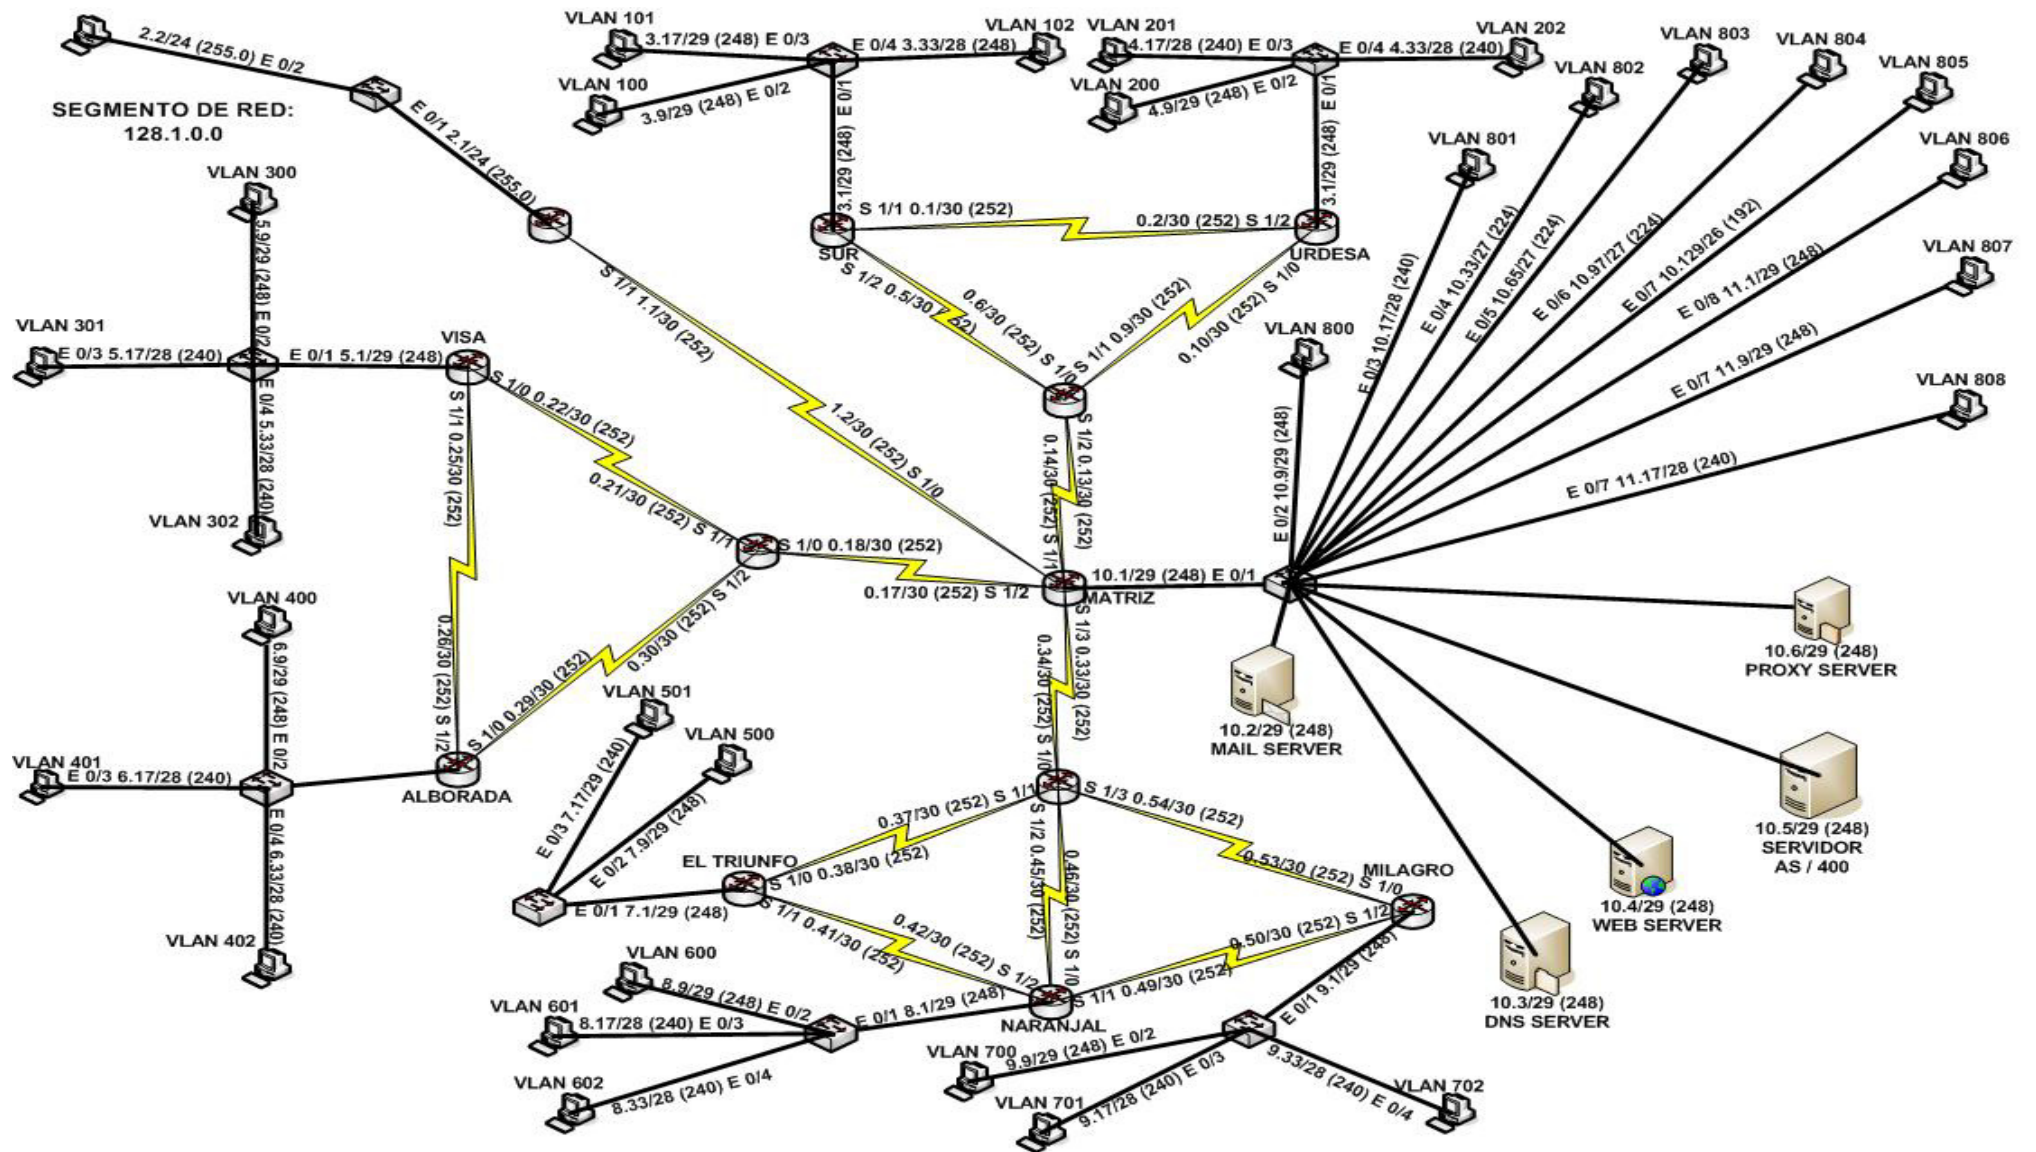 2.2/24 (255.0) E 0/2
SEGMENTO DE RED:
128.1.0.0
E 0/1 2.1/24 (255.0)
S 1/1 1.1/30 (252)
1.2/30 (252) S 1/0
VLAN 101
3.17/29 (248) E 0/3
VLAN 100
3.9/29 (248) E 0/2
VLAN 102
E 0/4 3.33/28 (248)
3.1/29 (248) E 0/1
SUR
S 1/1 0.1/30 (252)
0.2/30 (252) S 1/2
S 1/2 0.5/30 (252)
0.6/30 (252) S 1/0
VLAN 201
4.17/28 (240) E 0/3
VLAN 200
4.9/29 (248) E 0/2
VLAN 202
E 0/4 4.33/28 (240)
3.1/29 (248) E 0/1
URDESA
S 1/1 0.9/30 (252)
0.10/30 (252) S 1/0
S 1/2 0.13/30 (252)
0.14/30 (252) S 1/1
VLAN 803
VLAN 804
VLAN 802
VLAN 805
VLAN 801
VLAN 806
VLAN 807
VLAN 800
VLAN 808
E 0/2 10.9/29 (248)
E 0/3 10.17/28 (240)
E 0/4 10.33/27 (224)
E 0/5 10.65/27 (224)
E 0/6 10.97/27 (224)
E 0/7 10.129/26 (192)
E 0/8 11.1/29 (248)
E 0/7 11.9/29 (248)
E 0/7 11.17/28 (240)
VLAN 300
5.9/29 (248) E 0/2
VLAN 301
E 0/3 5.17/28 (240)
E 0/1 5.1/29 (248)
VISA
E 0/4 5.33/28 (240)
VLAN 302
S 1/0 0.22/30 (252)
0.21/30 (252) S 1/1
S 1/1 0.25/30 (252)
0.26/30 (252) S 1/2
S 1/0 0.18/30 (252)
0.17/30 (252) S 1/2
MATRIZ
10.1/29 (248) E 0/1
S 1/0 0.29/30 (252)
0.30/30 (252) S 1/2
VLAN 400
6.9/29 (248) E 0/2
VLAN 401
E 0/3 6.17/28 (240)
ALBORADA
E 0/4 6.33/28 (240)
VLAN 402
S 1/3 0.33/30 (252)
0.34/30 (252) S 1/0
10.2/29 (248)
MAIL SERVER
10.6/29 (248)
PROXY SERVER
10.5/29 (248)
SERVIDOR
AS / 400
10.4/29 (248)
WEB SERVER
10.3/29 (248)
DNS SERVER
VLAN 501
VLAN 500
E 0/3 7.17/29 (240)
E 0/2 7.9/29 (248)
E 0/1 7.1/29 (248)
EL TRIUNFO
0.37/30 (252) S 1/1
S 1/0 0.38/30 (252)
S 1/1 0.41/30 (252)
0.42/30 (252) S 1/2
S 1/2 0.45/30 (252)
0.46/30 (252) S 1/0
S 1/3 0.54/30 (252)
0.53/30 (252) S 1/0
MILAGRO
0.50/30 (252) S 1/2
S 1/1 0.49/30 (252)
NARANJAL
E 0/1 8.1/29 (248)
VLAN 600
8.9/29 (248) E 0/2
VLAN 601
8.17/28 (240) E 0/3
VLAN 602
8.33/28 (240) E 0/4
E 0/1 9.1/29 (248)
VLAN 700
9.9/29 (248) E 0/2
VLAN 701
9.17/28 (240) E 0/3
VLAN 702
9.33/28 (240) E 0/4